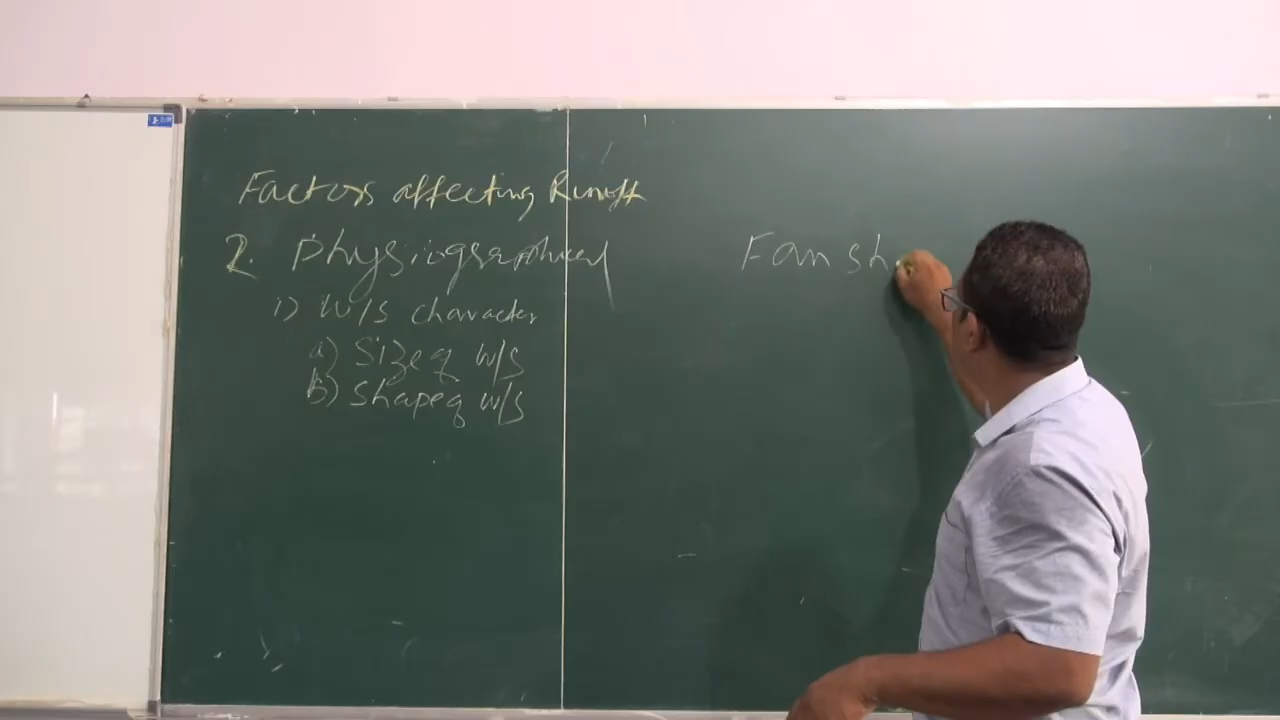 Factors affecting Runoff
2. Physiographical
1) W/S character
a) Size of W/S
b) Shape of W/S
Fan sh